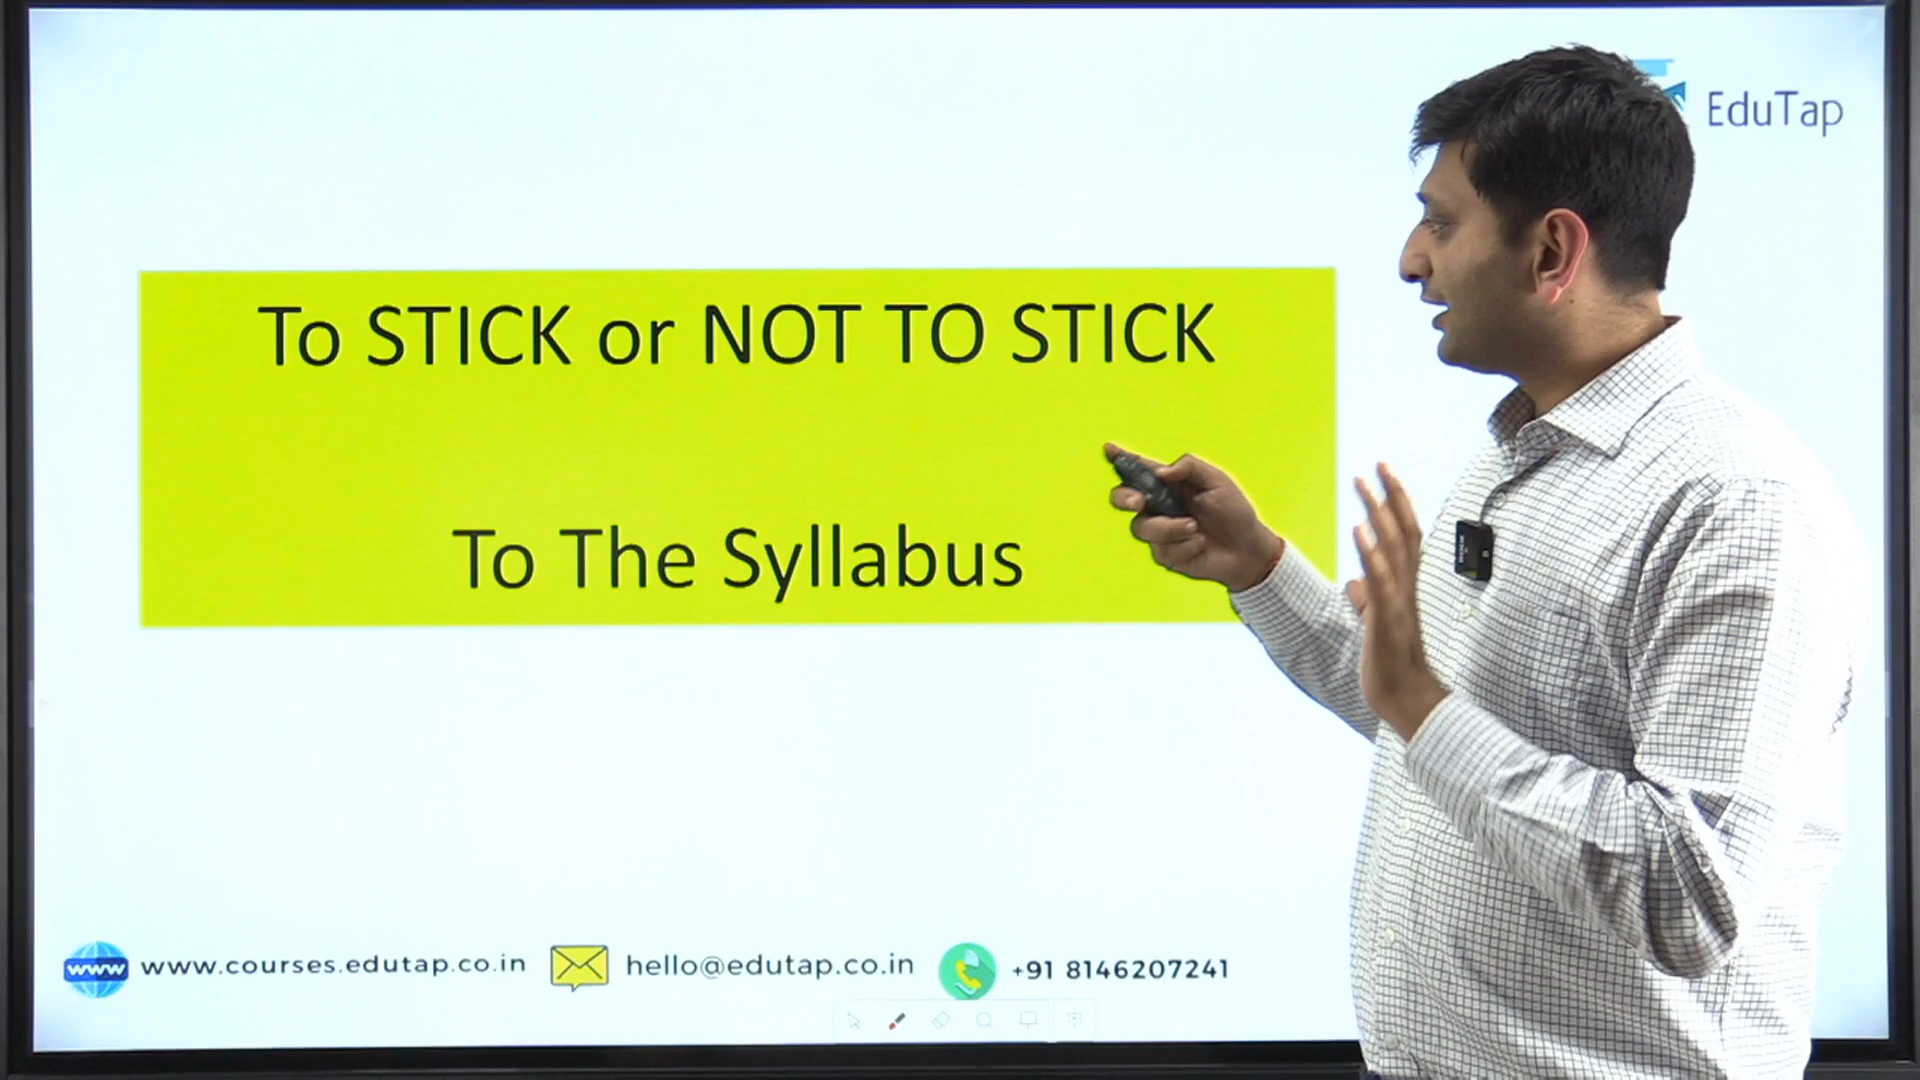 EduTap
To STICK or NOT TO STICK
To The Syllabus
www www.courses.edutap.co.in hello@edutap.co.in +91 8146207241